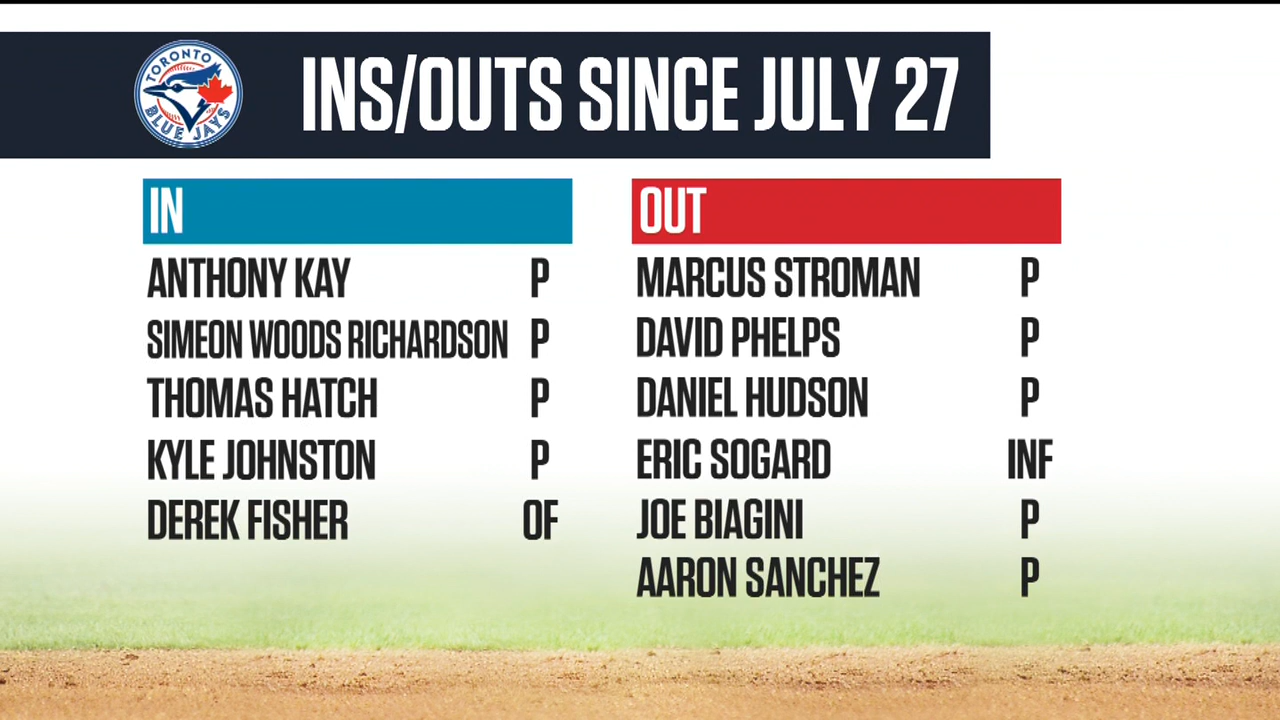 TORONTO
BLUE JAYS
INS/OUTS SINCE JULY 27
IN
ANTHONY KAY P
SIMEON WOODS RICHARDSON P
THOMAS HATCH P
KYLE JOHNSTON P
DEREK FISHER OF
OUT
MARCUS STROMAN P
DAVID PHELPS P
DANIEL HUDSON P
ERIC SOGARD INF
JOE BIAGINI P
AARON SANCHEZ P